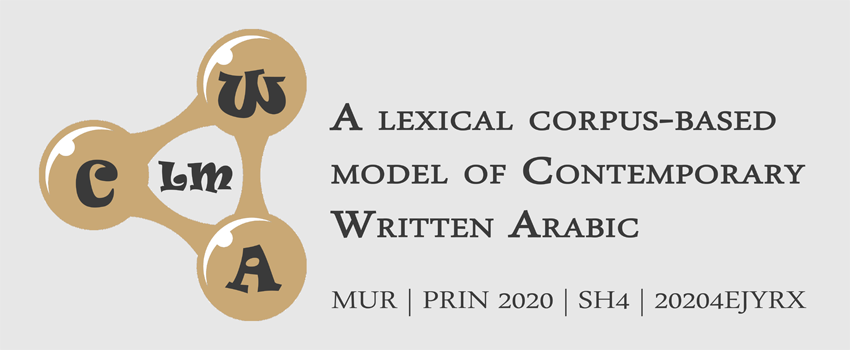 W
C
LM
A
A LEXICAL CORPUS-BASED
MODEL OF CONTEMPORARY
WRITTEN ARABIC
MUR | PRIN 2020 | SH4 | 20204EJYRX